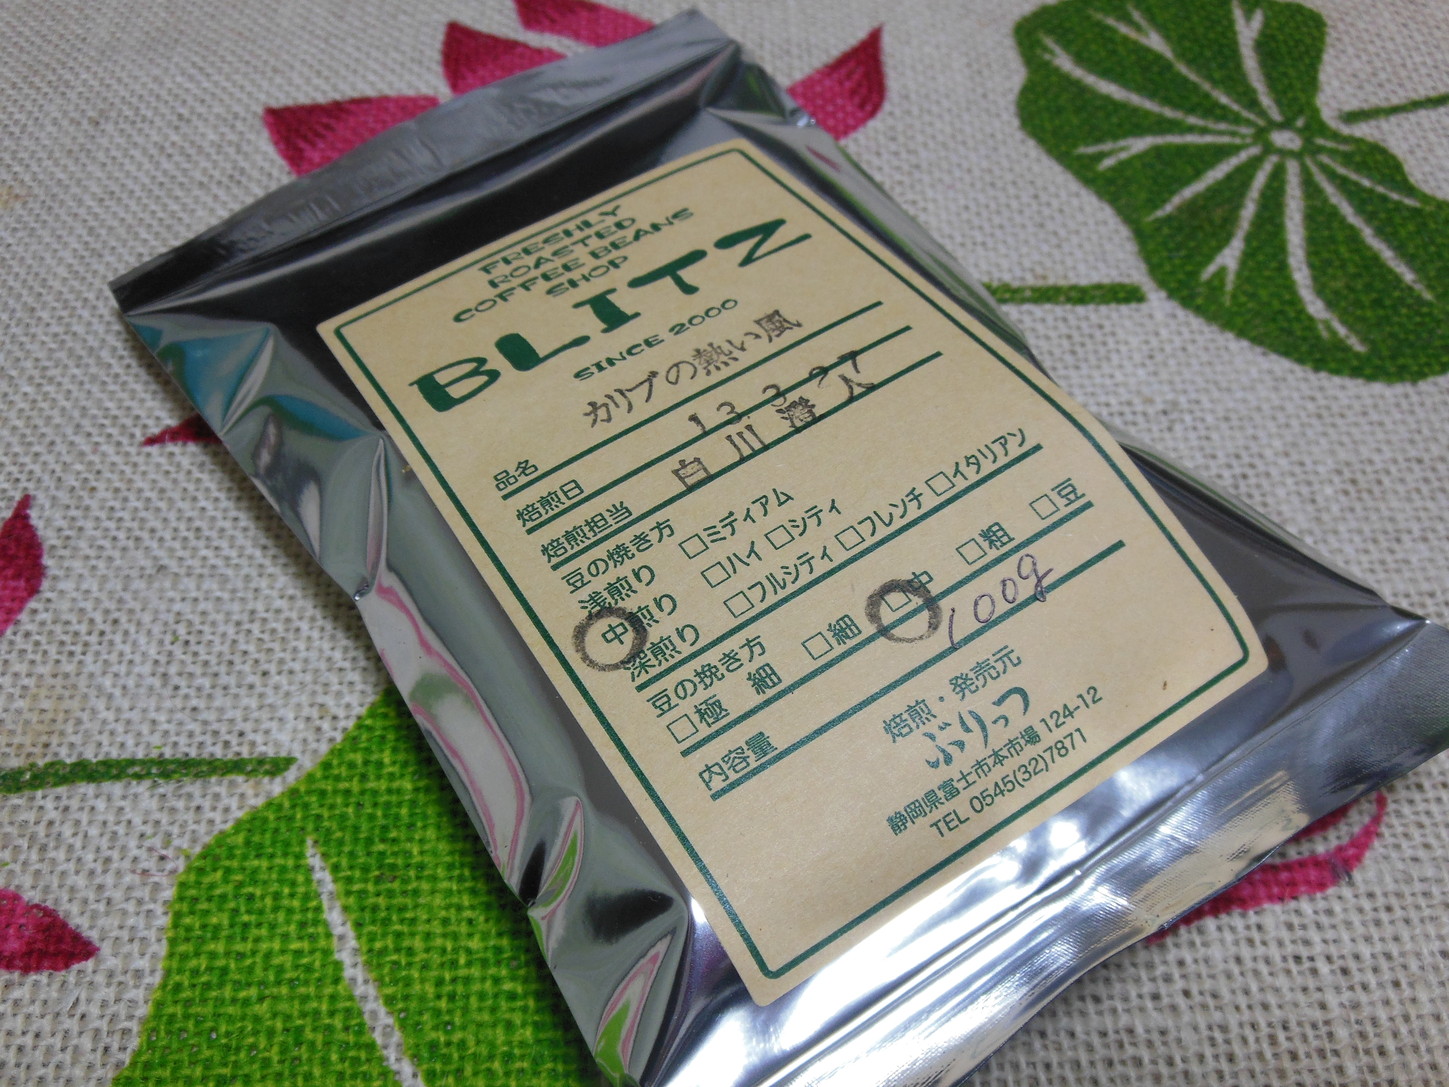 FRESHLY
ROASTED
COFFEE BEANS
SHOP
BLITZ
SINCE 2000
品名 カリブの熱い風
焙煎日 13.3.27
焙煎担当 白川 澄人
豆の焼き方
浅煎り □ミディアム
中煎り □ハイ □シティ
深煎り □フルシティ □フレンチ □イタリアン
豆の挽き方
□極細 □細 □中 □粗 □豆
内容量 100g
焙煎・発売元
ぶりっつ
静岡県富士市本市場 124-12
TEL 0545(32)7871